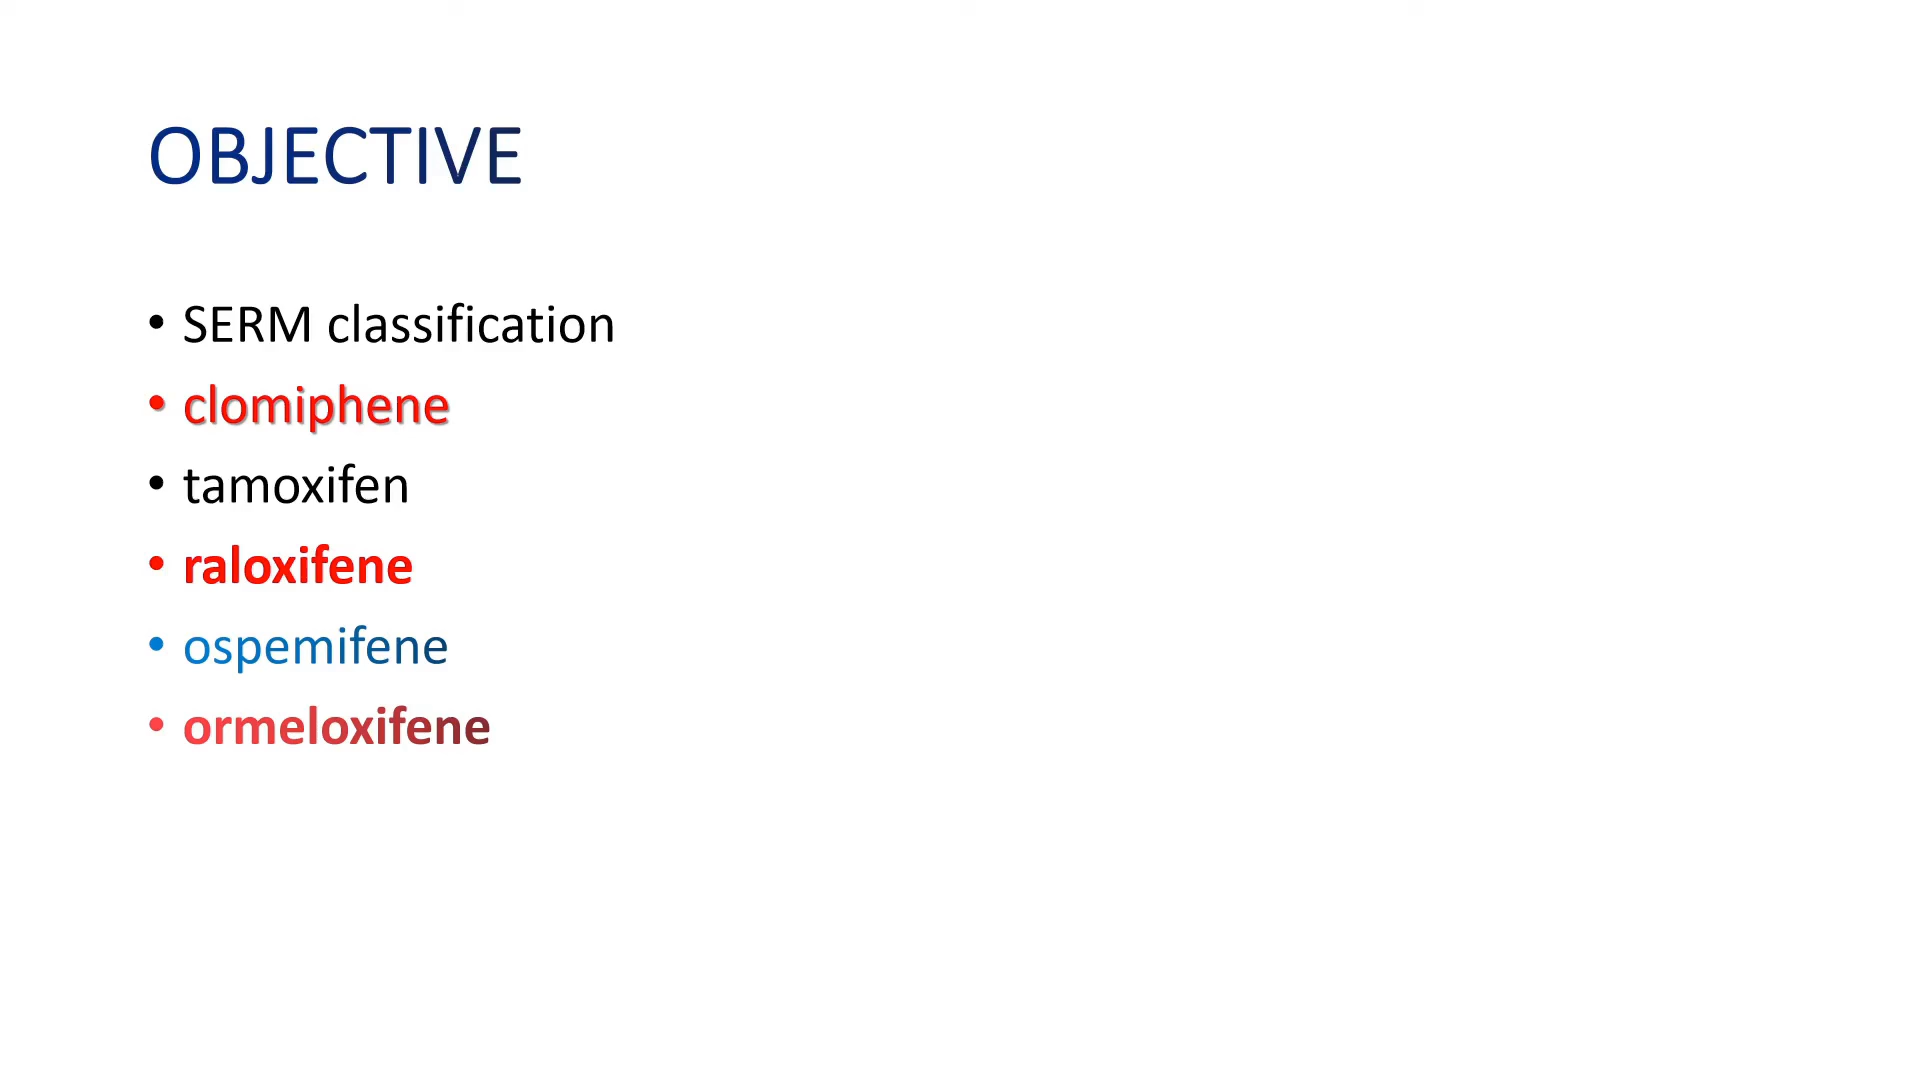 OBJECTIVE
• SERM classification
• clomiphene
• tamoxifen
• raloxifene
• ospemifene
• ormeloxifene